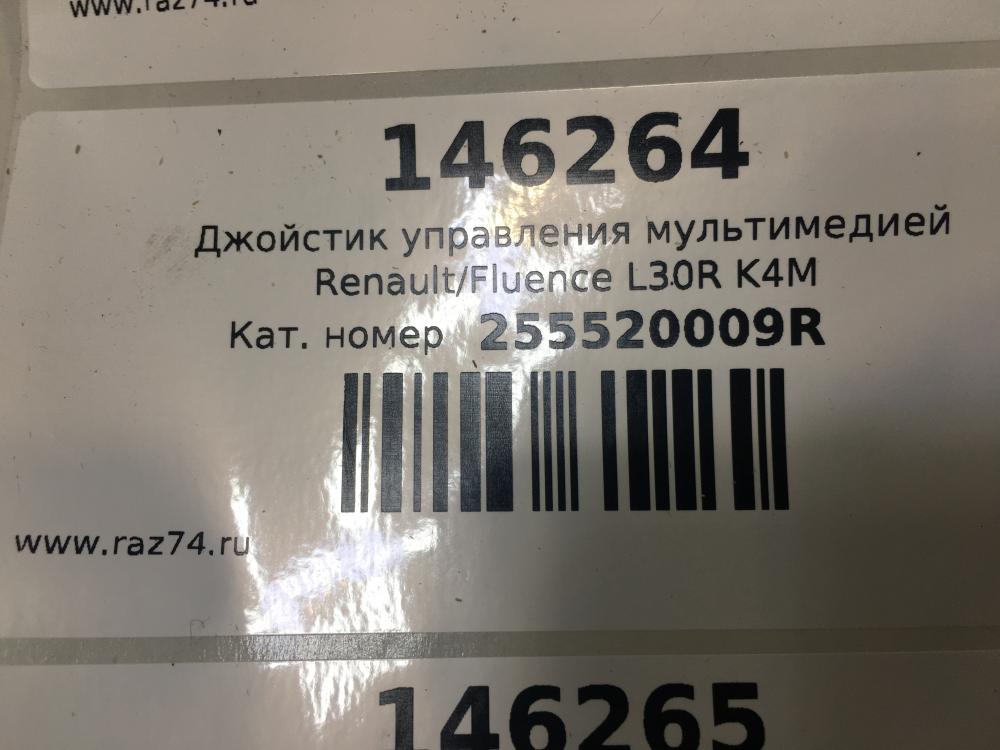 www.raz74.ru
146264
Джойстик управления мультимедией
Renault/Fluence L30R K4M
Кат. номер 255520009R
www.raz74.ru
146265